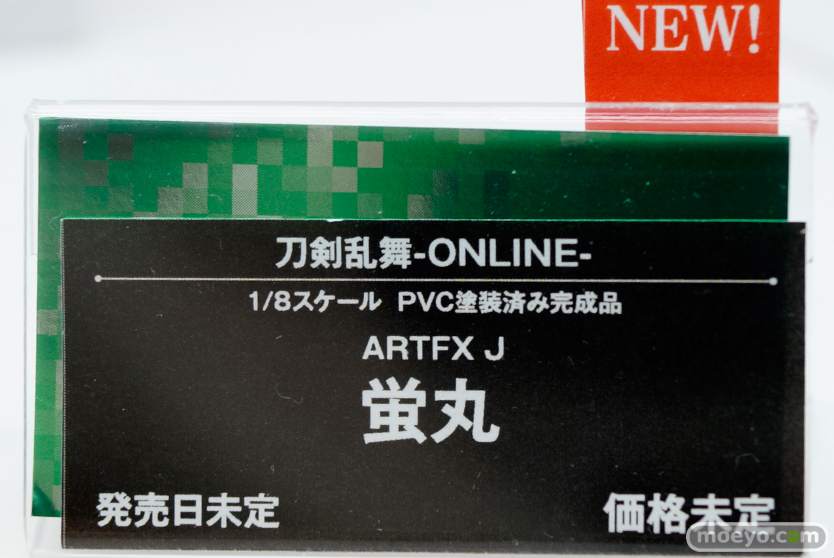 NEW!
刀剣乱舞-ONLINE-
1/8スケール PVC塗装済み完成品
ARTFX J
蛍丸
発売日未定 価格未定
moeyo.com